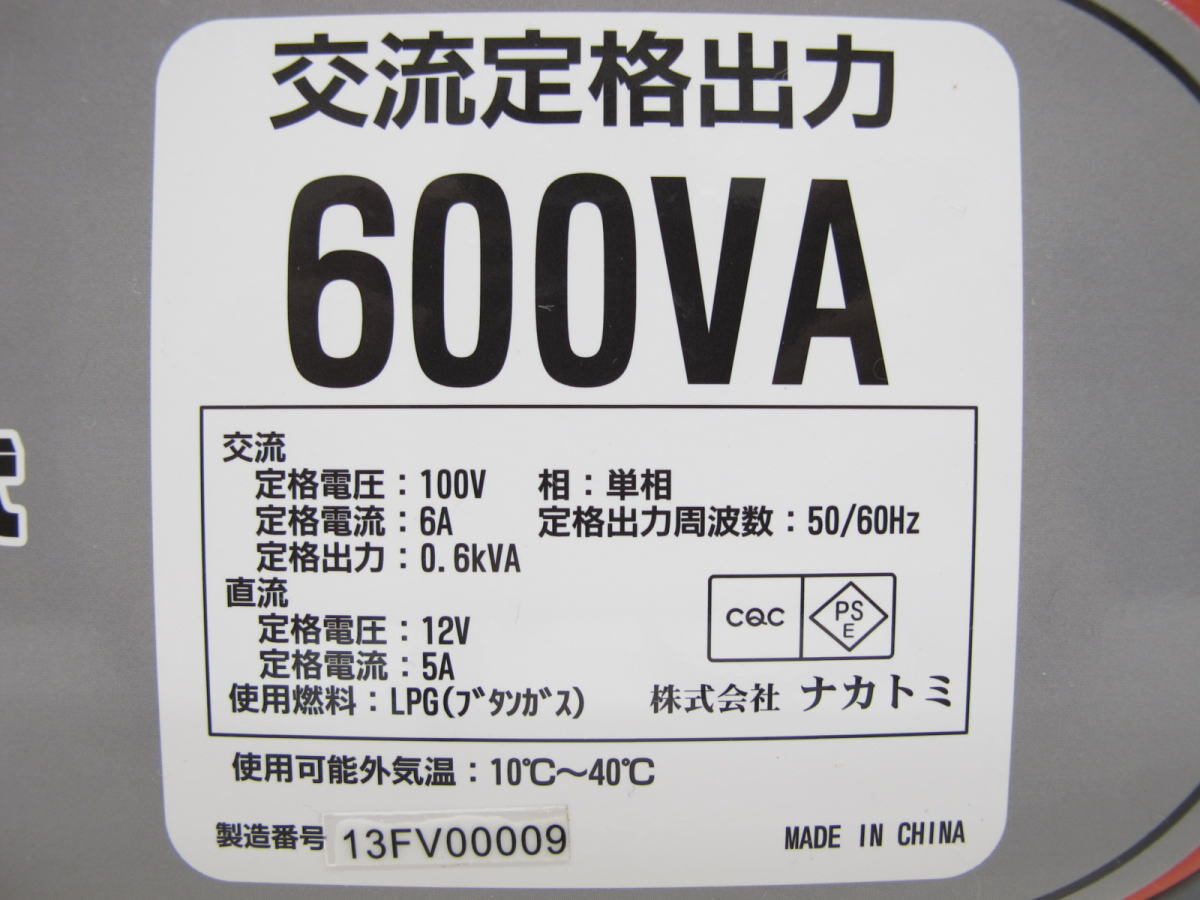 交流定格出力
600VA
交流
定格電圧：100V 相：単相
定格電流：6A 定格出力周波数：50/60Hz
定格出力：0.6kVA
直流
定格電圧：12V
定格電流：5A
CQC PS E
使用燃料：LPG(ﾌﾞﾀﾝｶﾞｽ) 株式会社 ナカトミ
使用可能外気温：10℃～40℃
製造番号 13FV00009 MADE IN CHINA